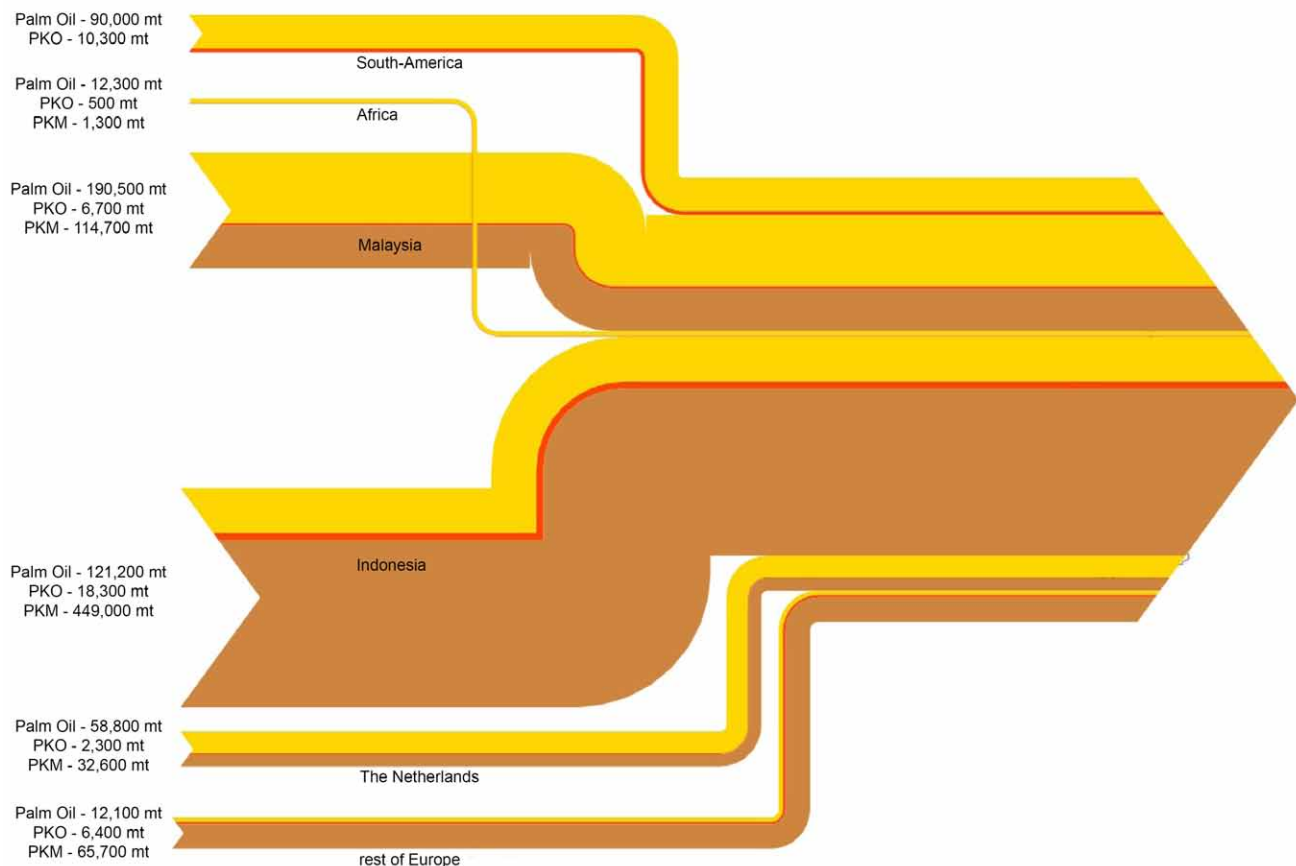 Palm Oil - 90,000 mt
PKO - 10,300 mt
South-America
Palm Oil - 12,300 mt
PKO - 500 mt
PKM - 1,300 mt
Africa
Palm Oil - 190,500 mt
PKO - 6,700 mt
PKM - 114,700 mt
Malaysia
Palm Oil - 121,200 mt
PKO - 18,300 mt
PKM - 449,000 mt
Indonesia
Palm Oil - 58,800 mt
PKO - 2,300 mt
PKM - 32,600 mt
The Netherlands
Palm Oil - 12,100 mt
PKO - 6,400 mt
PKM - 65,700 mt
rest of Europe